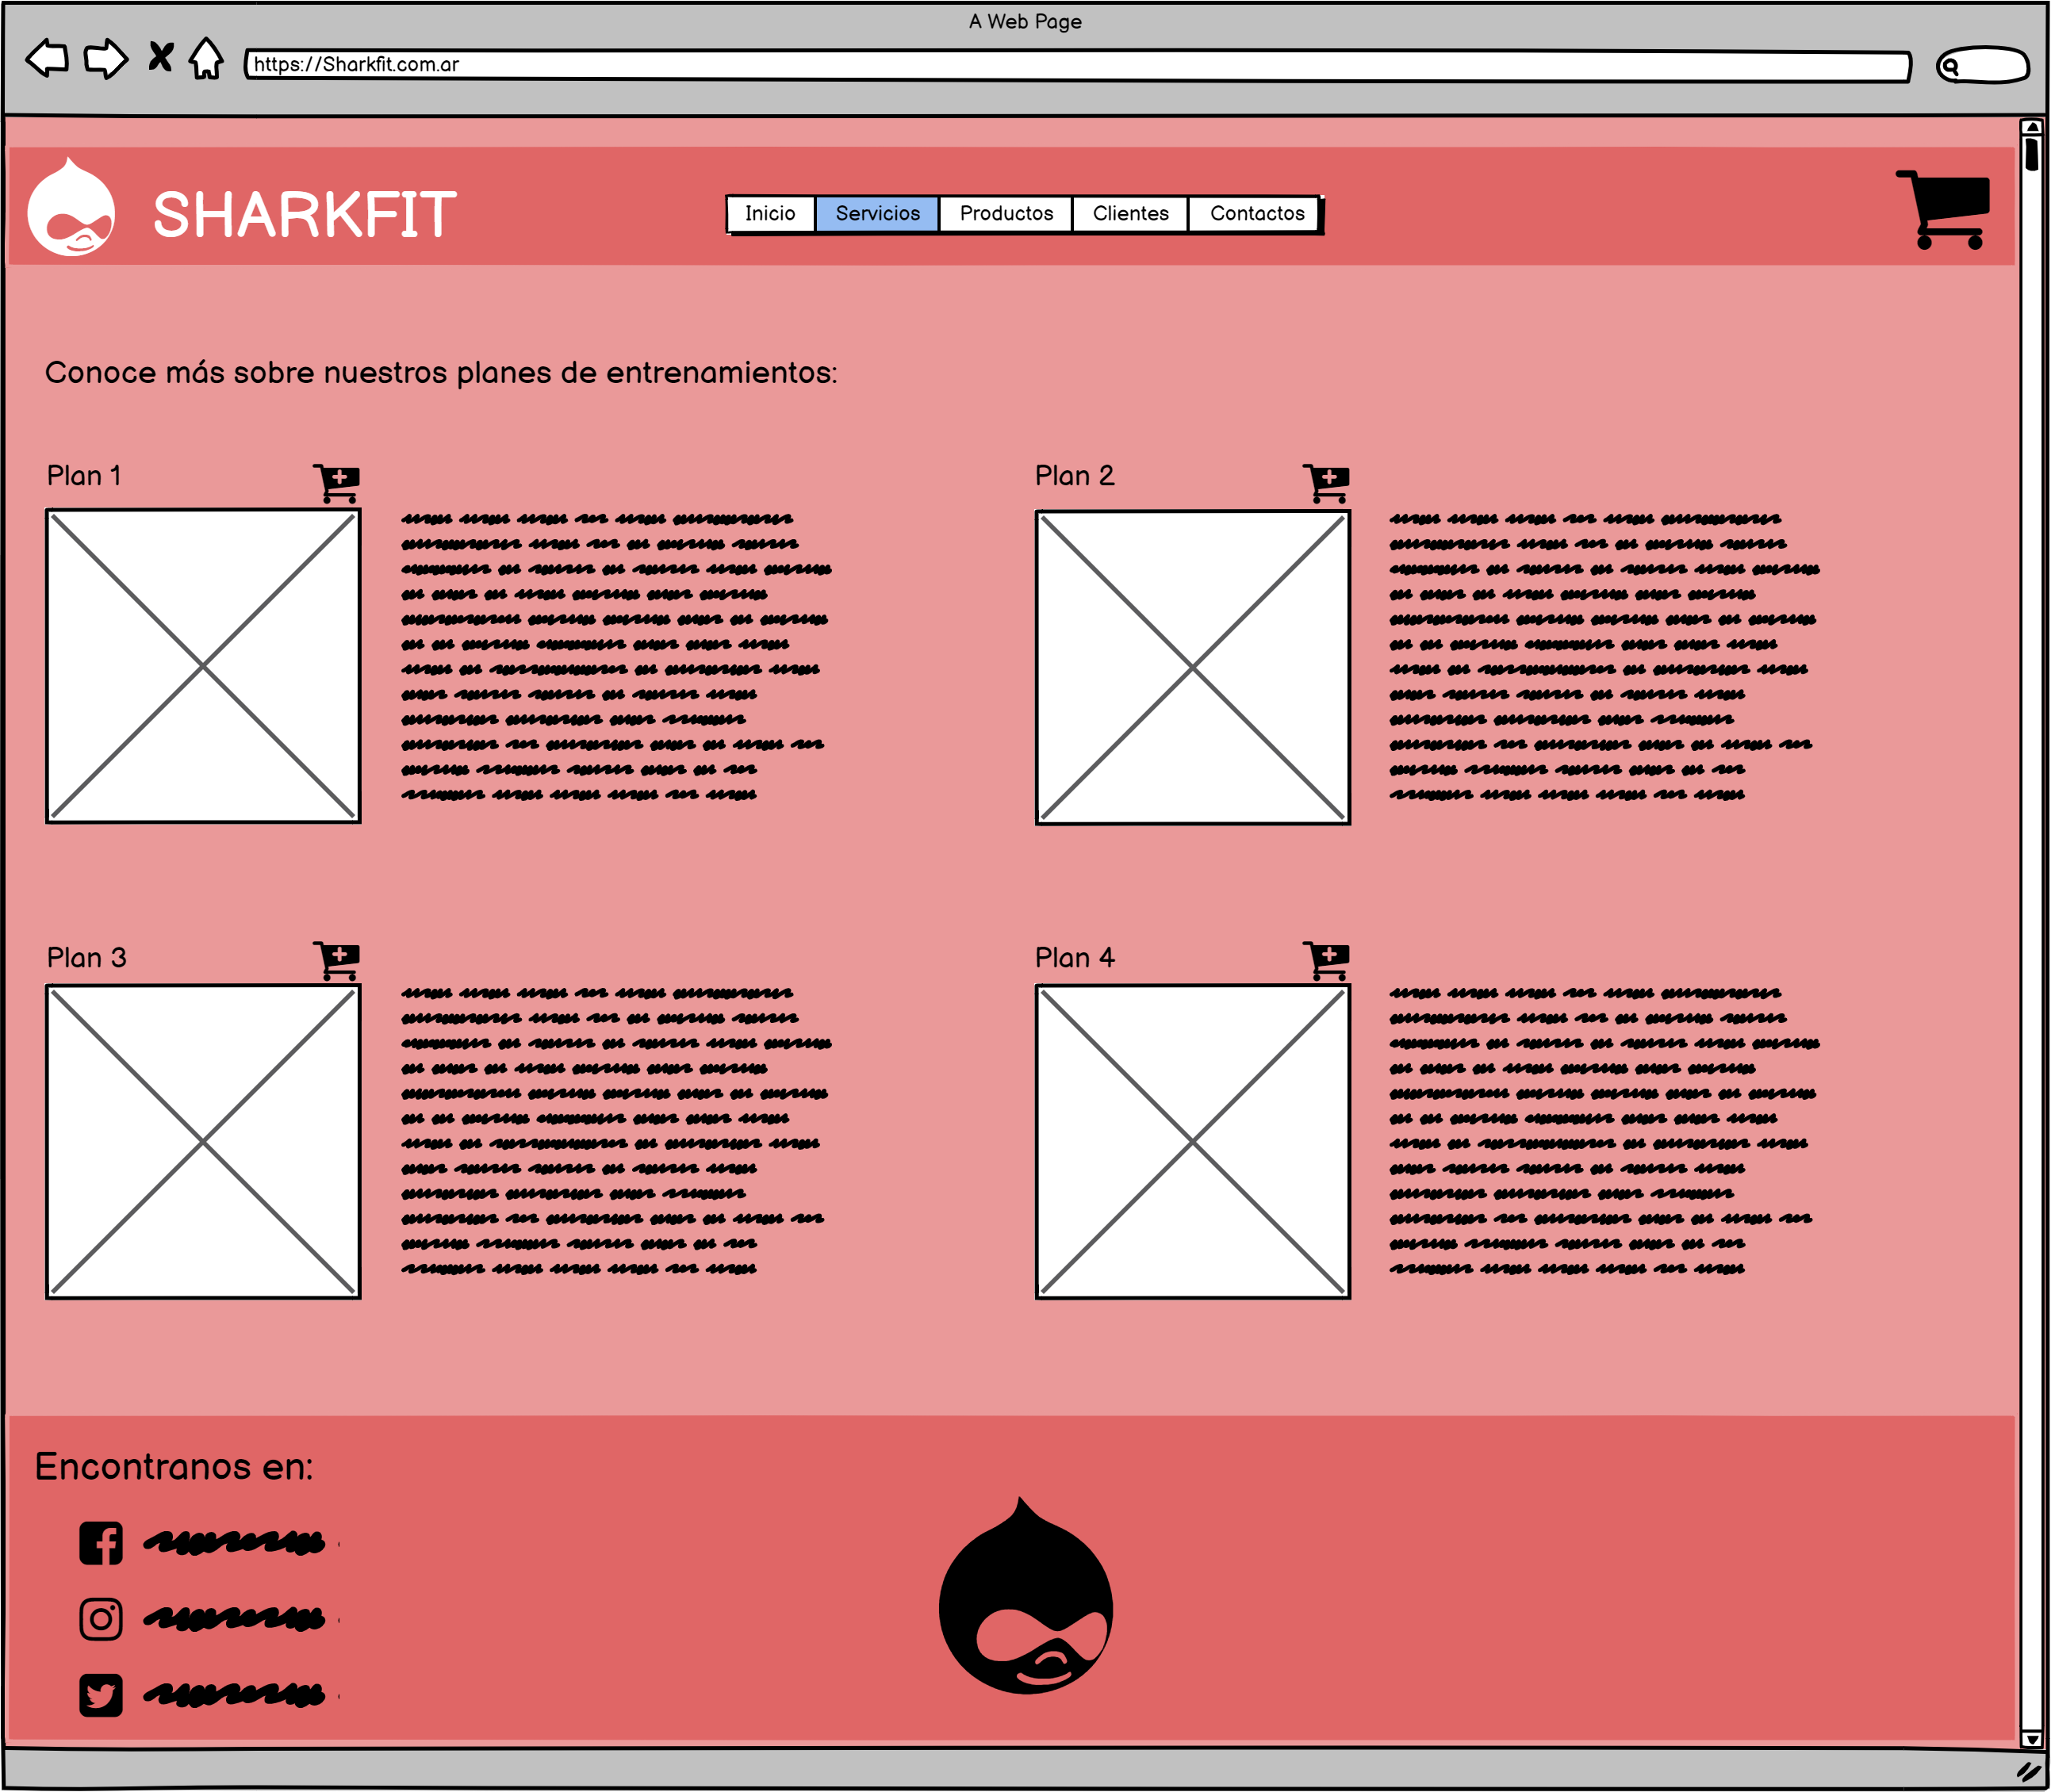 A Web Page
https://Sharkfit.com.ar
SHARKFIT
Inicio Servicios Productos Clientes Contactos
Conoce más sobre nuestros planes de entrenamientos:
Plan 1
Plan 2
Plan 3
Plan 4
Encontranos en: